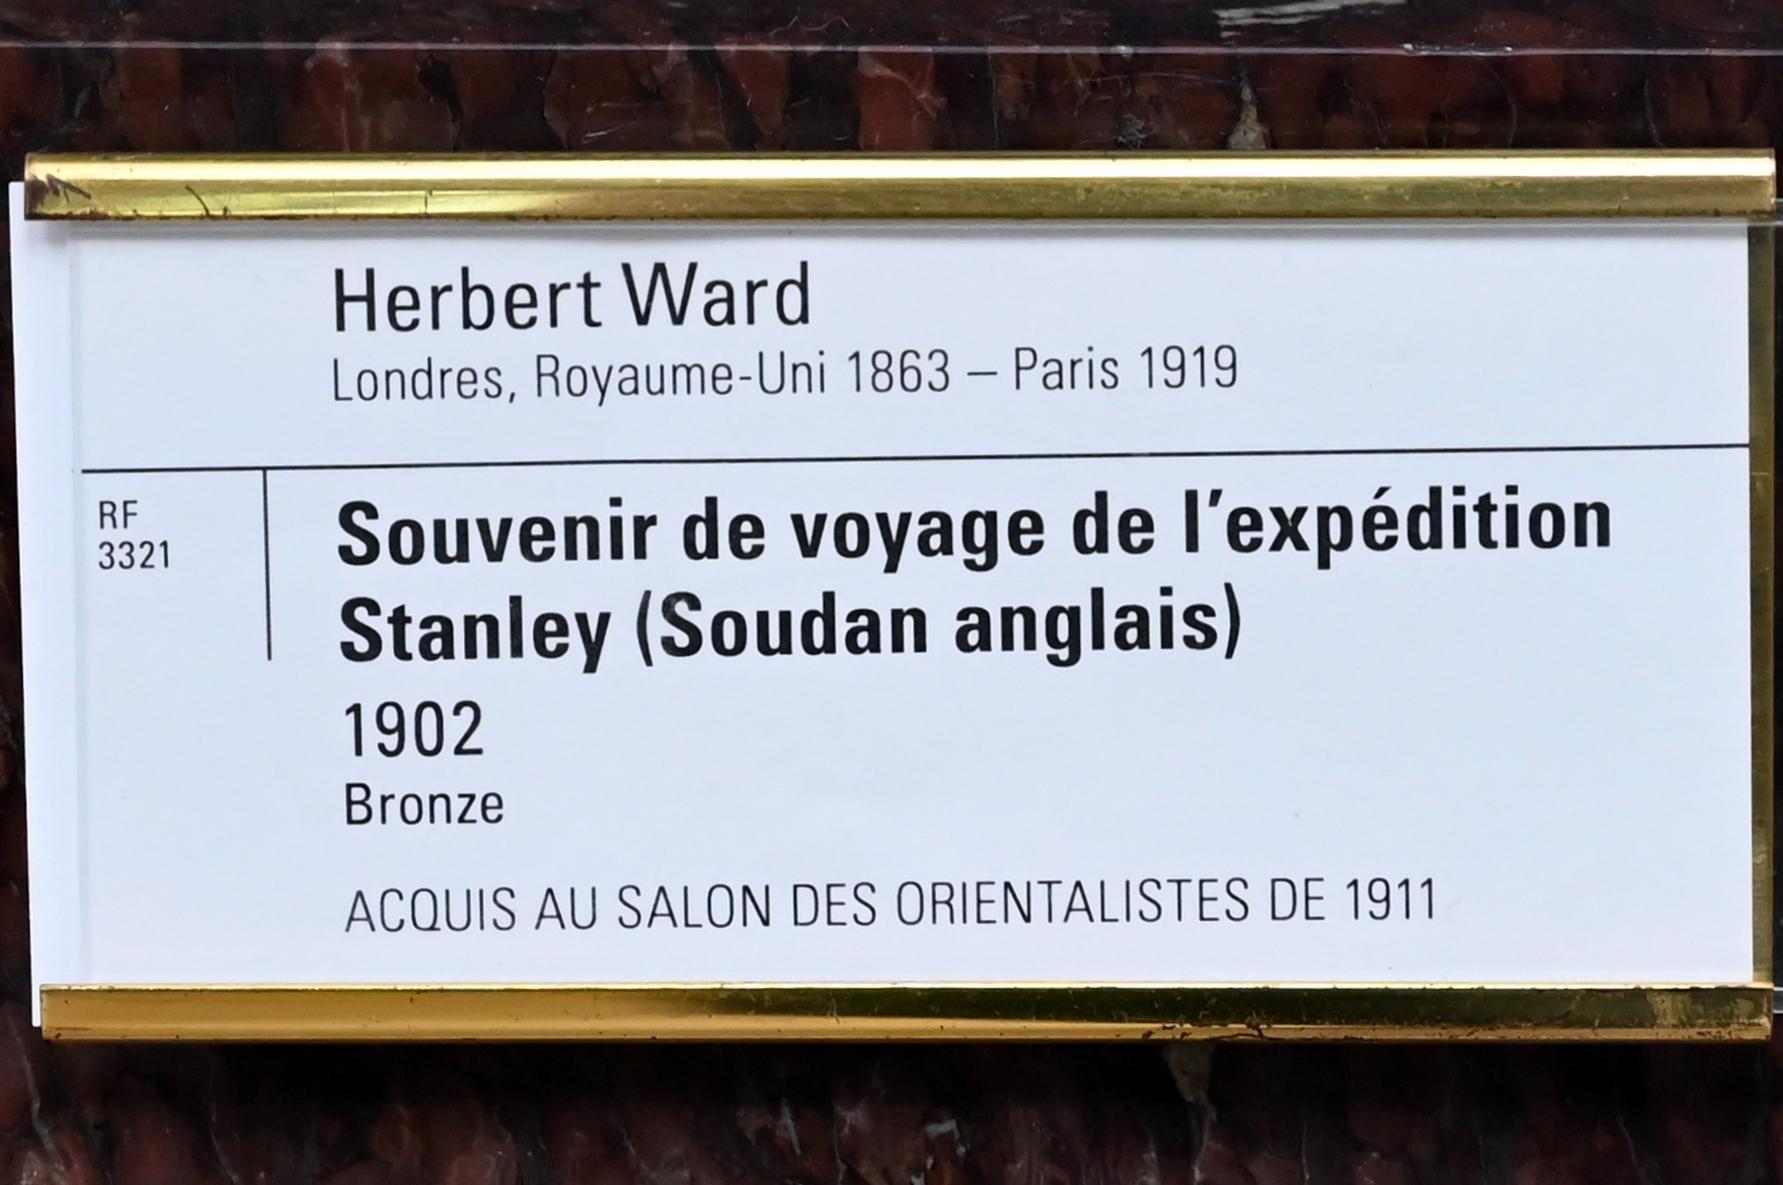 Herbert Ward
Londres, Royaume-Uni 1863 – Paris 1919
RF
3321
Souvenir de voyage de l'expédition
Stanley (Soudan anglais)
1902
Bronze
ACQUIS AU SALON DES ORIENTALISTES DE 1911